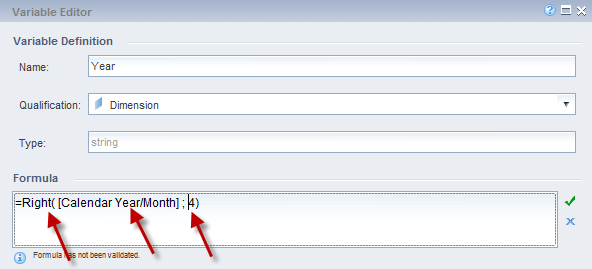 Variable Editor
Variable Definition
Name: Year
Qualification: Dimension
Type: string
Formula
=Right( [Calendar Year/Month] ; 4)
Formula has not been validated.